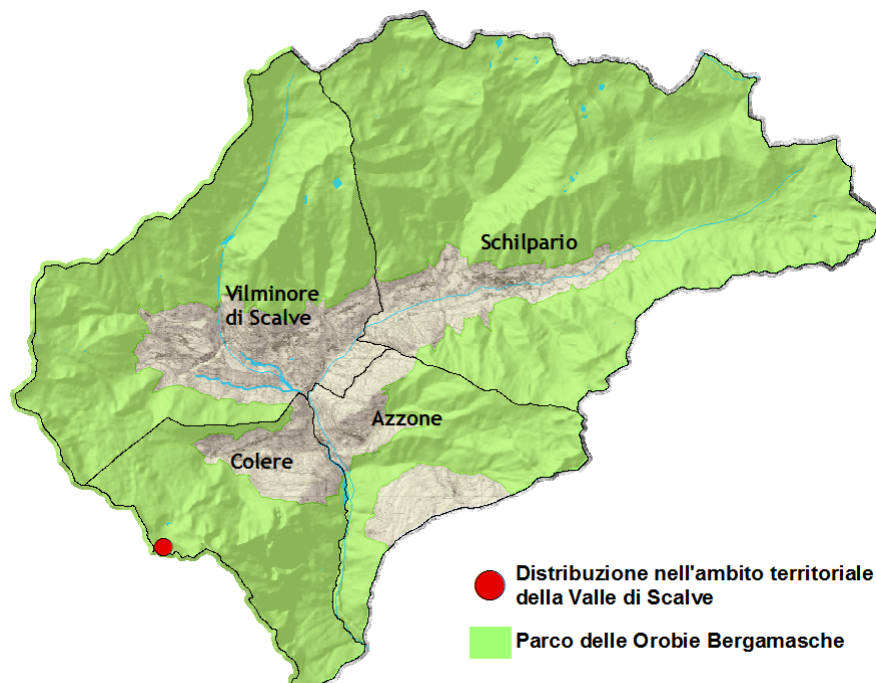 Schilpario
Vilminore
di Scalve
Azzone
Colere
Distribuzione nell'ambito territoriale
della Valle di Scalve
Parco delle Orobie Bergamasche